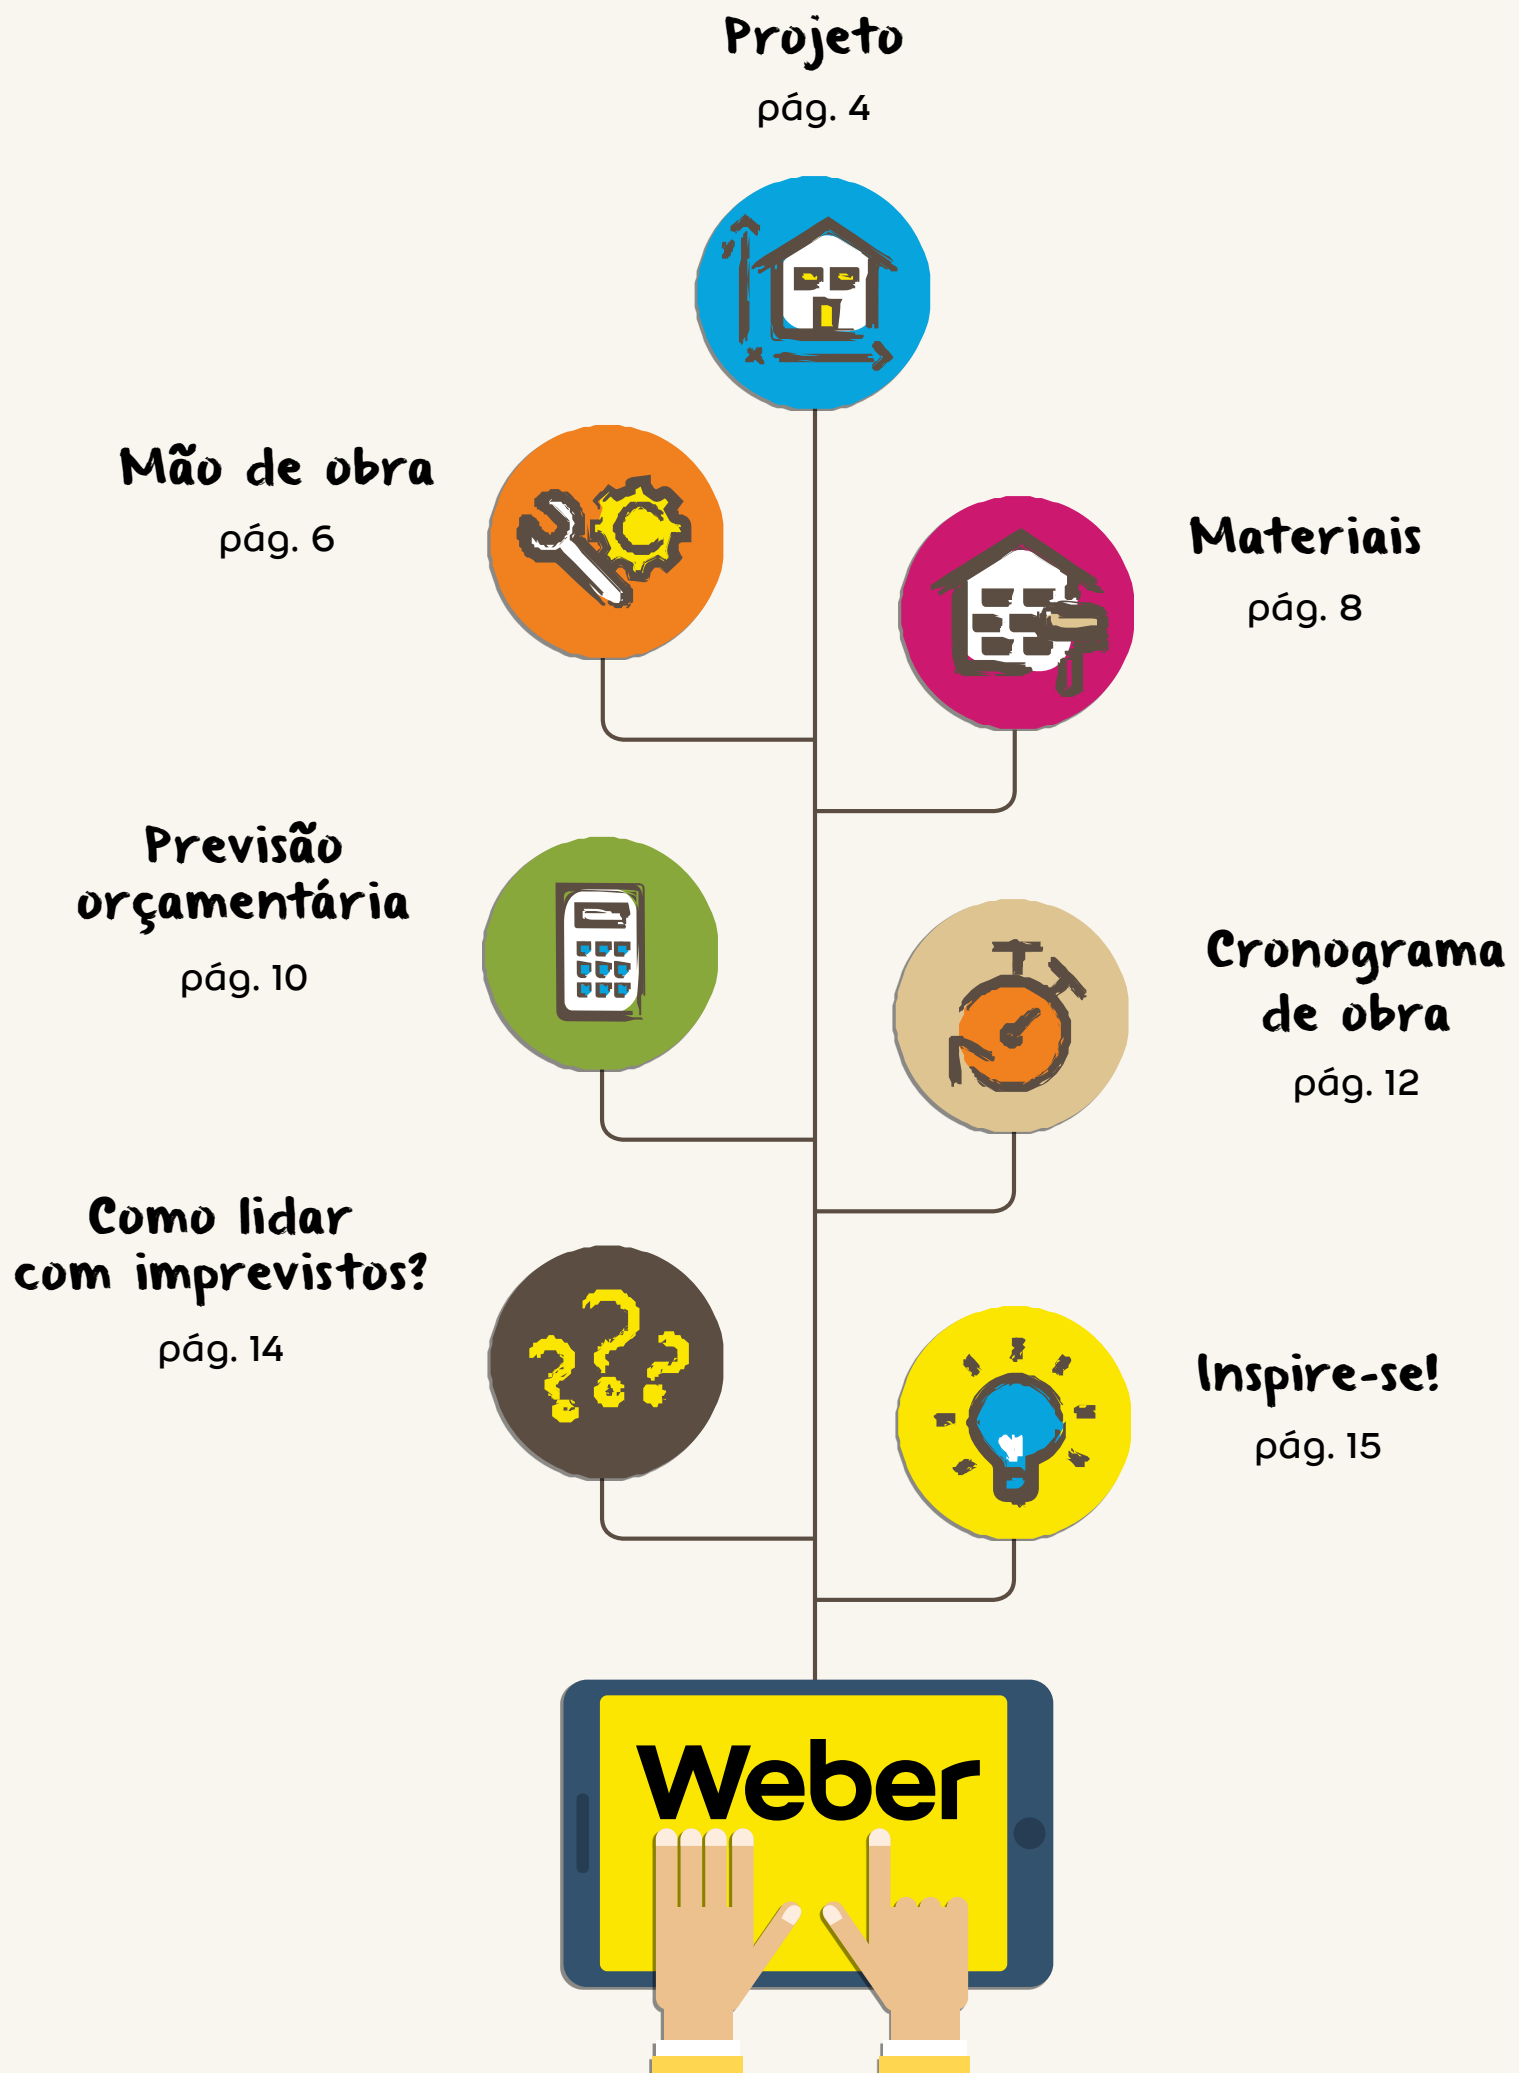 Projeto
pág. 4
Mão de obra
pág. 6
Materiais
pág. 8
Previsão
orçamentária
pág. 10
Cronograma
de obra
pág. 12
Como lidar
com imprevistos?
pág. 14
Inspire-se!
pág. 15
Weber